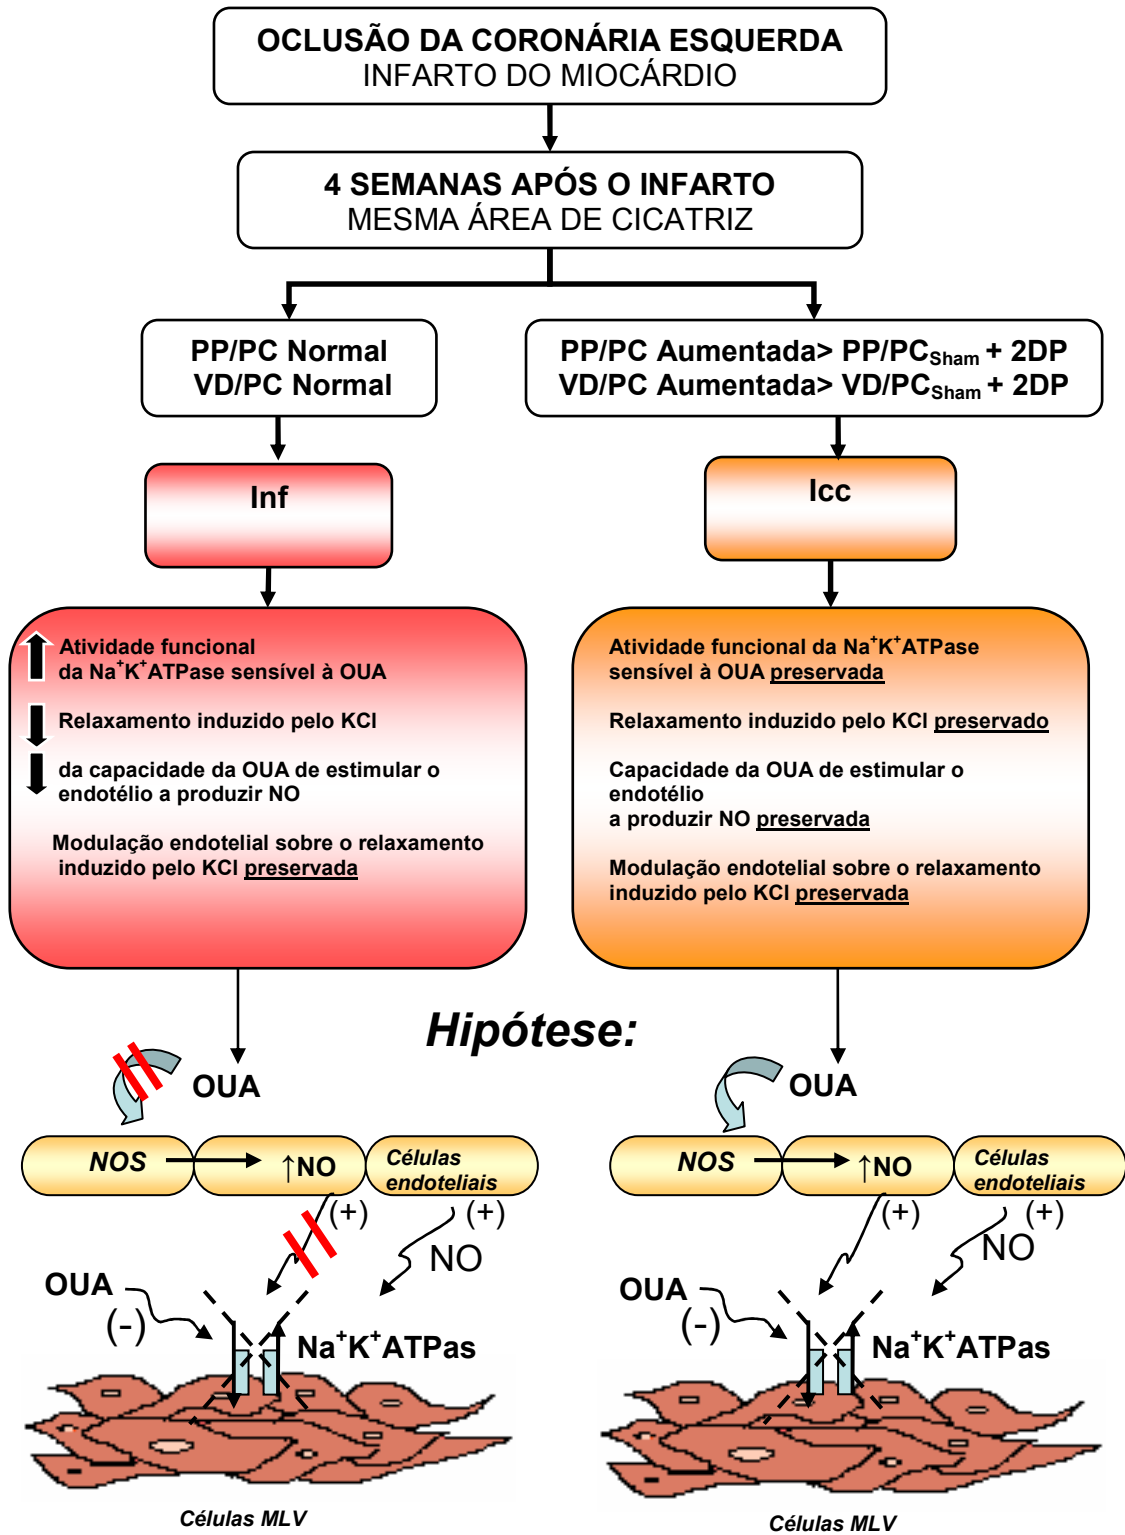 OCLUSÃO DA CORONÁRIA ESQUERDA
INFARTO DO MIOCÁRDIO
4 SEMANAS APÓS O INFARTO
MESMA ÁREA DE CICATRIZ
PP/PC Normal
VD/PC Normal
PP/PC Aumentada> PP/PCSham + 2DP
VD/PC Aumentada> VD/PCSham + 2DP
Inf
Icc
Atividade funcional
da Na+K+ATPase sensível à OUA
Relaxamento induzido pelo KCl
da capacidade da OUA de estimular o
endotélio a produzir NO
Modulação endotelial sobre o relaxamento
induzido pelo KCl preservada
Atividade funcional da Na+K+ATPase
sensível à OUA preservada
Relaxamento induzido pelo KCl preservado
Capacidade da OUA de estimular o
endotélio
a produzir NO preservada
Modulação endotelial sobre o relaxamento
induzido pelo KCl preservada
Hipótese:
OUA
NOS
↑NO
Células
endoteliais
(+)
(+)
NO
OUA
(-)
Na+K+ATPas
Células MLV
OUA
NOS
↑NO
Células
endoteliais
(+)
(+)
NO
OUA
(-)
Na+K+ATPas
Células MLV